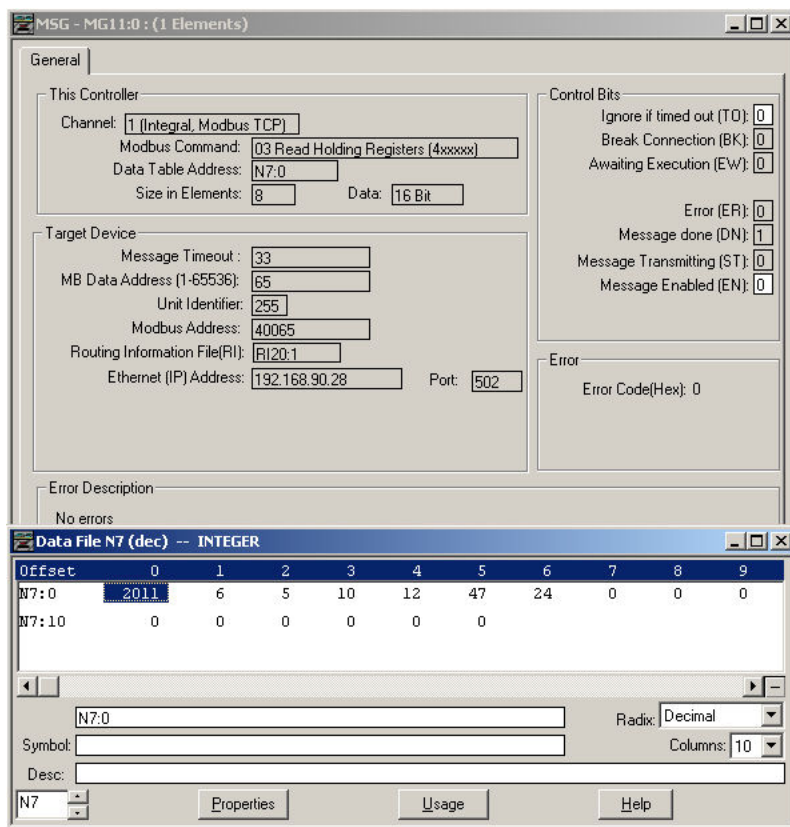 MSG - MG11:0 : (1 Elements)
General
This Controller
Channel: 1 (Integral, Modbus TCP)
Modbus Command: 03 Read Holding Registers (4xxxxx)
Data Table Address: N7:0
Size in Elements: 8 Data: 16 Bit
Target Device
Message Timeout : 33
MB Data Address (1-65536): 65
Unit Identifier: 255
Modbus Address: 40065
Routing Information File(RI): RI20:1
Ethernet (IP) Address: 192.168.90.28 Port: 502
Control Bits
Ignore if timed out (TO): 0
Break Connection (BK): 0
Awaiting Execution (EW): 0
Error (ER): 0
Message done (DN): 1
Message Transmitting (ST): 0
Message Enabled (EN): 0
Error
Error Code(Hex): 0
Error Description
No errors
Data File N7 (dec) -- INTEGER
Offset 0 1 2 3 4 5 6 7 8 9
N7:0 2011 6 5 10 12 47 24 0 0 0
N7:10 0 0 0 0 0 0
N7:0 Radix: Decimal
Symbol: Columns: 10
Desc:
N7 Properties Usage Help